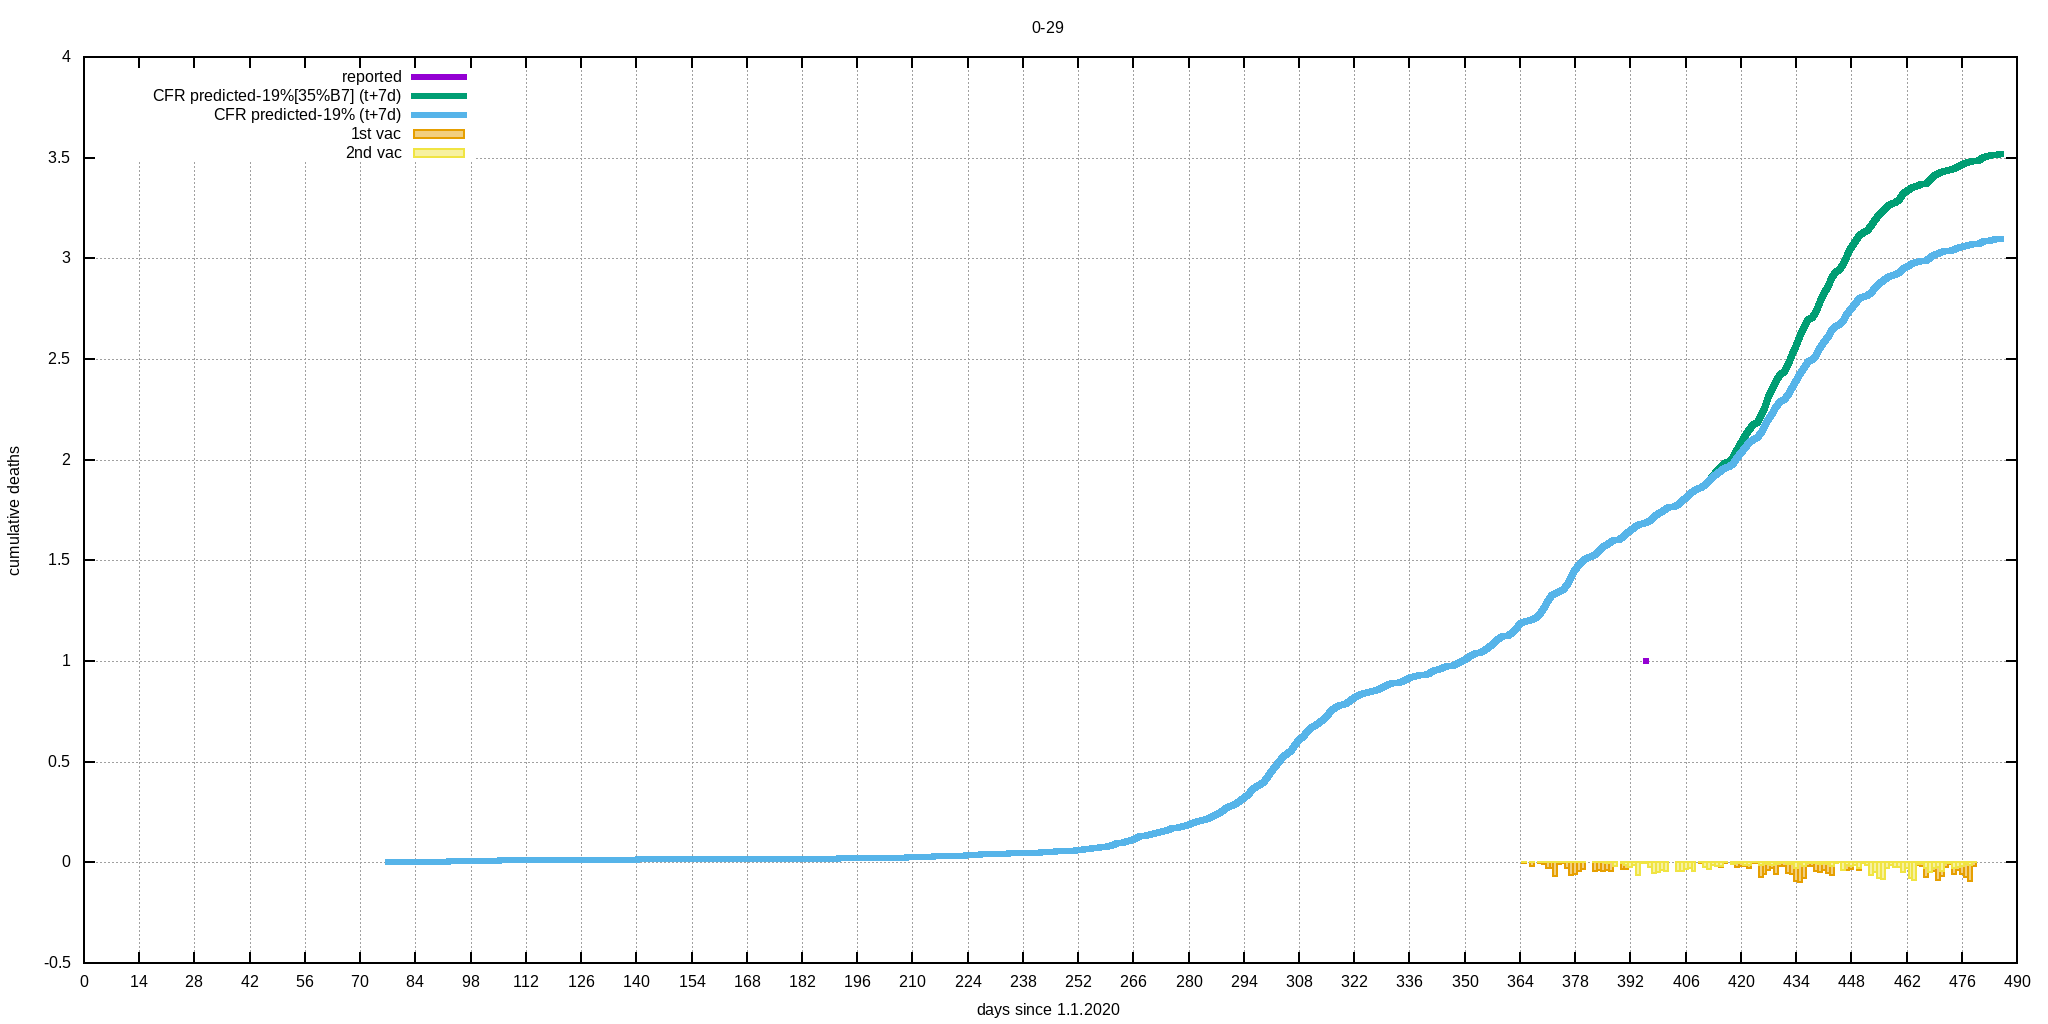 0-29
4
3.5
3
2.5
2
1.5
1
0.5
0
-0.5
cumulative deaths
reported
CFR predicted-19%[35%B7] (t+7d)
CFR predicted-19% (t+7d)
1st vac
2nd vac
0 14 28 42 56 70 84 98 112 126 140 154 168 182 196 210 224 238 252 266 280 294 308 322 336 350 364 378 392 406 420 434 448 462 476 490
days since 1.1.2020